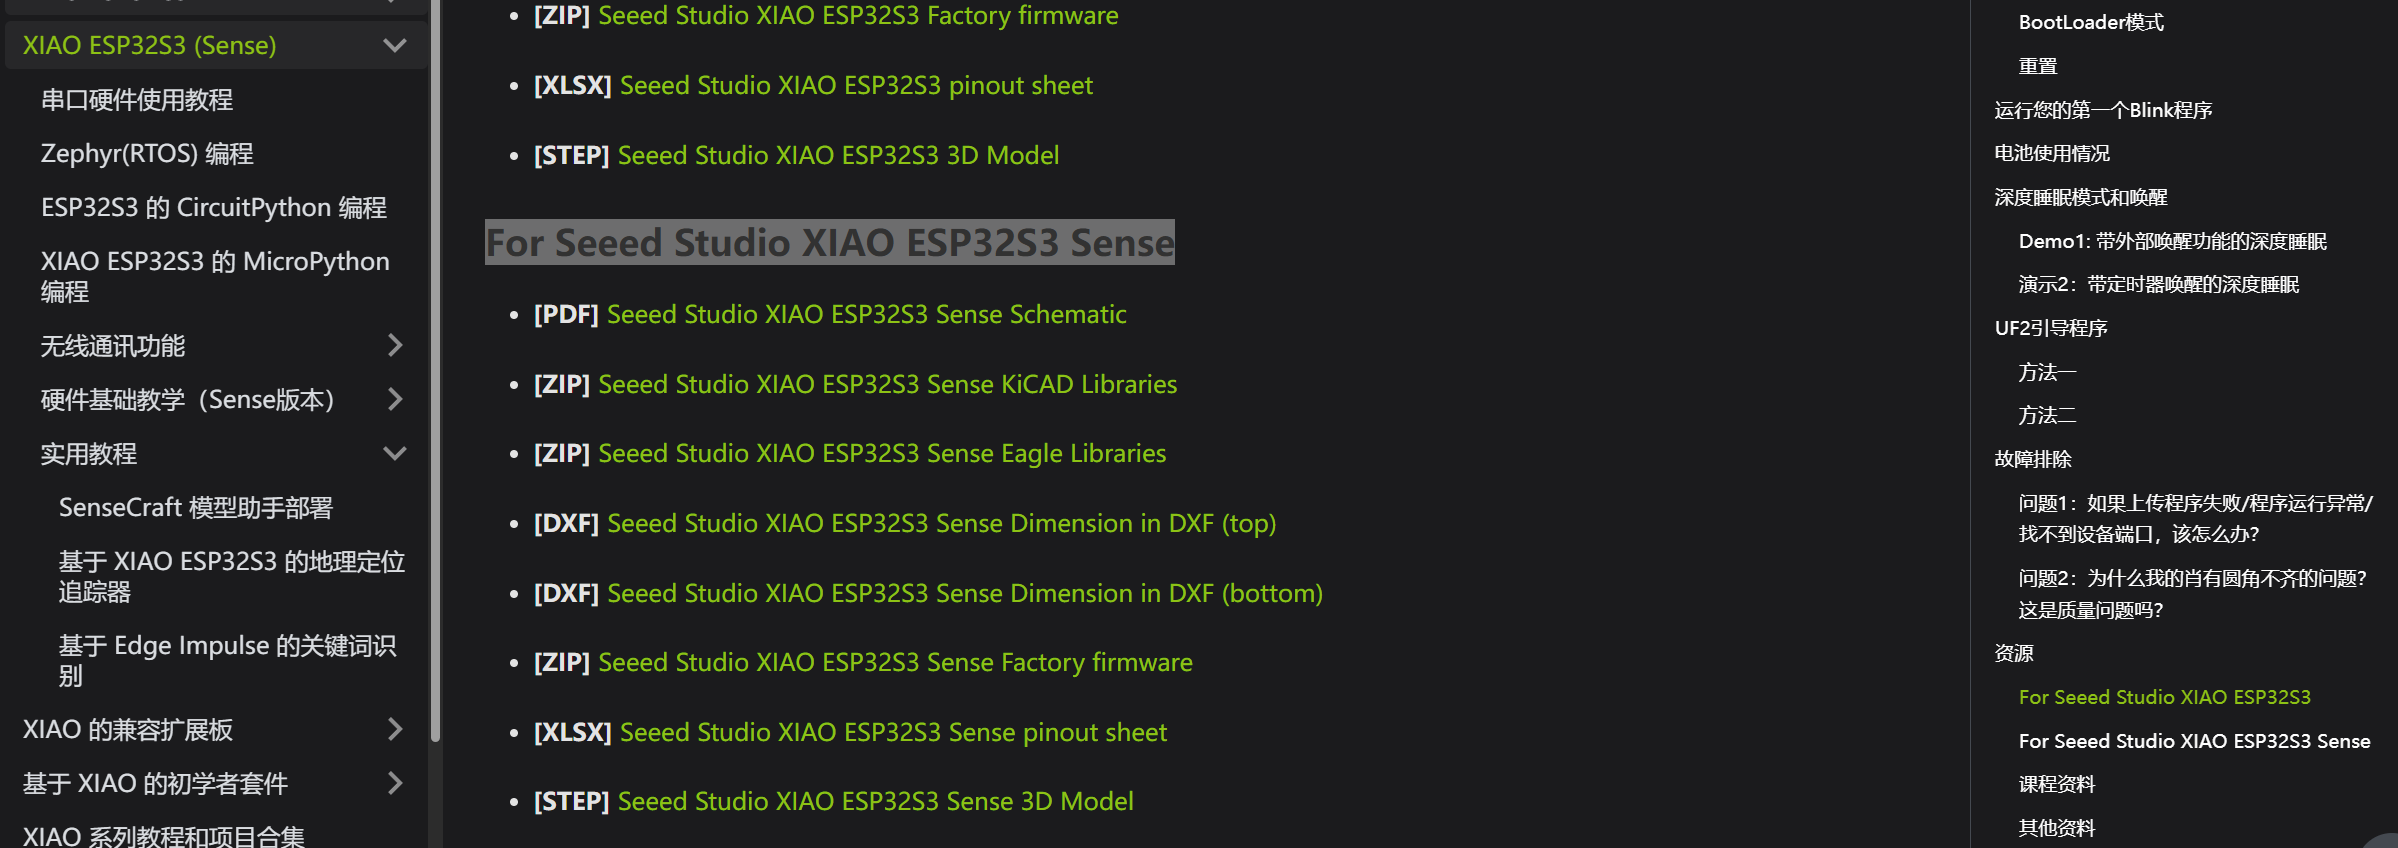 XIAO ESP32S3 (Sense)
串口硬件使用教程
Zephyr(RTOS) 编程
ESP32S3 的 CircuitPython 编程
XIAO ESP32S3 的 MicroPython
编程
无线通讯功能
硬件基础教学（Sense版本）
实用教程
SenseCraft 模型助手部署
基于 XIAO ESP32S3 的地理定位
追踪器
基于 Edge Impulse 的关键词识
别
XIAO 的兼容扩展板
基于 XIAO 的初学者套件
XIAO 系列教程和项目合集
[ZIP] Seeed Studio XIAO ESP32S3 Factory firmware
[XLSX] Seeed Studio XIAO ESP32S3 pinout sheet
[STEP] Seeed Studio XIAO ESP32S3 3D Model
For Seeed Studio XIAO ESP32S3 Sense
[PDF] Seeed Studio XIAO ESP32S3 Sense Schematic
[ZIP] Seeed Studio XIAO ESP32S3 Sense KiCAD Libraries
[ZIP] Seeed Studio XIAO ESP32S3 Sense Eagle Libraries
[DXF] Seeed Studio XIAO ESP32S3 Sense Dimension in DXF (top)
[DXF] Seeed Studio XIAO ESP32S3 Sense Dimension in DXF (bottom)
[ZIP] Seeed Studio XIAO ESP32S3 Sense Factory firmware
[XLSX] Seeed Studio XIAO ESP32S3 Sense pinout sheet
[STEP] Seeed Studio XIAO ESP32S3 Sense 3D Model
BootLoader模式
重置
运行您的第一个Blink程序
电池使用情况
深度睡眠模式和唤醒
Demo1: 带外部唤醒功能的深度睡眠
演示2：带定时器唤醒的深度睡眠
UF2引导程序
方法一
方法二
故障排除
问题1：如果上传程序失败/程序运行异常/
找不到设备端口，该怎么办？
问题2：为什么我的肖有圆角不齐的问题？
这是质量问题吗？
资源
For Seeed Studio XIAO ESP32S3
For Seeed Studio XIAO ESP32S3 Sense
课程资料
其他资料